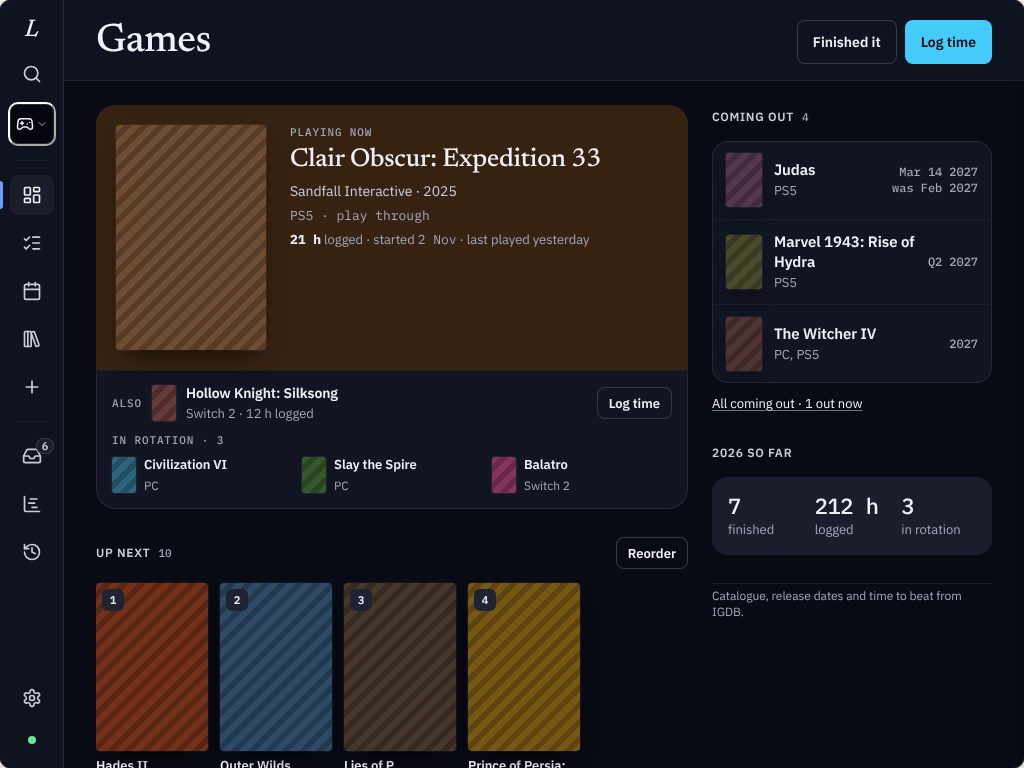 L
Games
Finished it
Log time
PLAYING NOW
Clair Obscur: Expedition 33
Sandfall Interactive · 2025
PS5 · play through
21 h logged · started 2 Nov · last played yesterday
ALSO
Hollow Knight: Silksong
Switch 2 · 12 h logged
Log time
IN ROTATION · 3
Civilization VI
PC
Slay the Spire
PC
Balatro
Switch 2
UP NEXT 10
Reorder
1
2
3
4
Hades II
Outer Wilds
Lies of P
Prince of Persia:
COMING OUT 4
Judas
PS5
Mar 14 2027
was Feb 2027
Marvel 1943: Rise of
Hydra
PS5
Q2 2027
The Witcher IV
PC, PS5
2027
All coming out · 1 out now
2026 SO FAR
7
finished
212 h
logged
3
in rotation
Catalogue, release dates and time to beat from
IGDB.
6